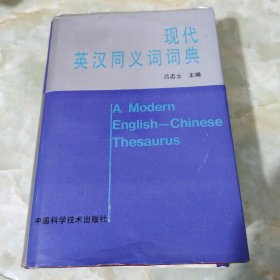 现代
英汉同义词词典
吕志士 主编
A Modern
English—Chinese
Thesaurus
中国科学技术出版社